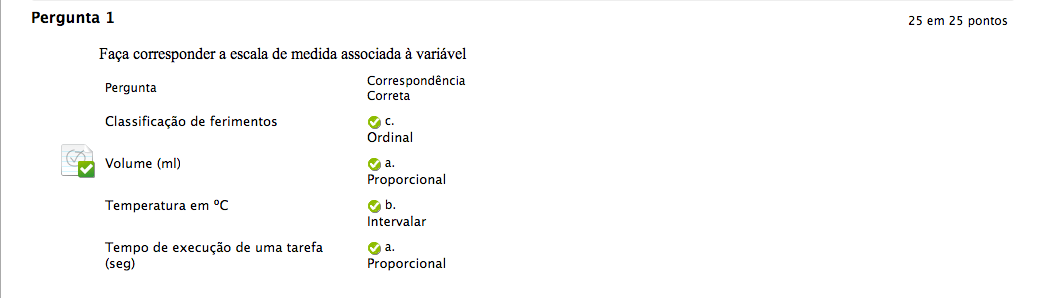 Pergunta 1
25 em 25 pontos
Faça corresponder a escala de medida associada à variável
Pergunta
Correspondência
Correta
Classificação de ferimentos
c.
Ordinal
Volume (ml)
a.
Proporcional
Temperatura em ºC
b.
Intervalar
Tempo de execução de uma tarefa
(seg)
a.
Proporcional